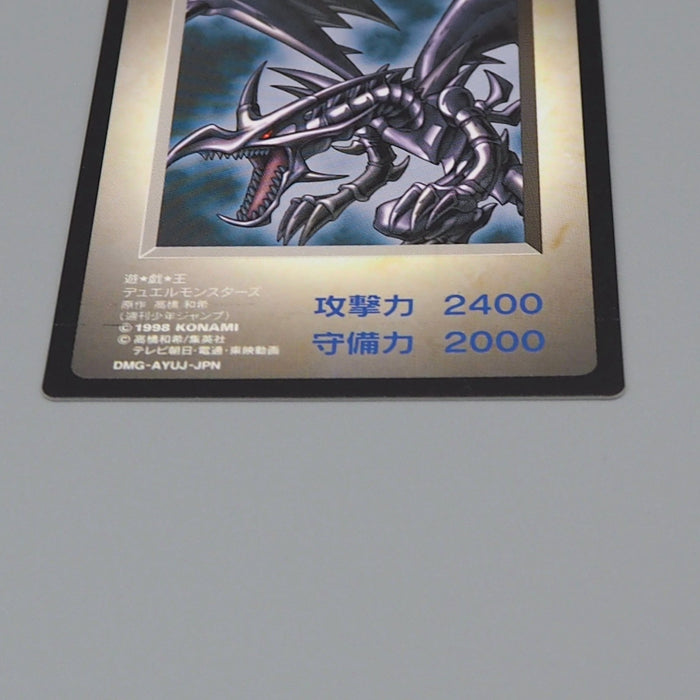 遊★戯★王
デュエルモンスターズ
原作 高橋 和希
(週刊少年ジャンプ)
© 1998 KONAMI
© 高橋和希/集英社
テレビ朝日・電通・東映動画
DMG-AYUJ-JPN
攻撃力 2400
守備力 2000